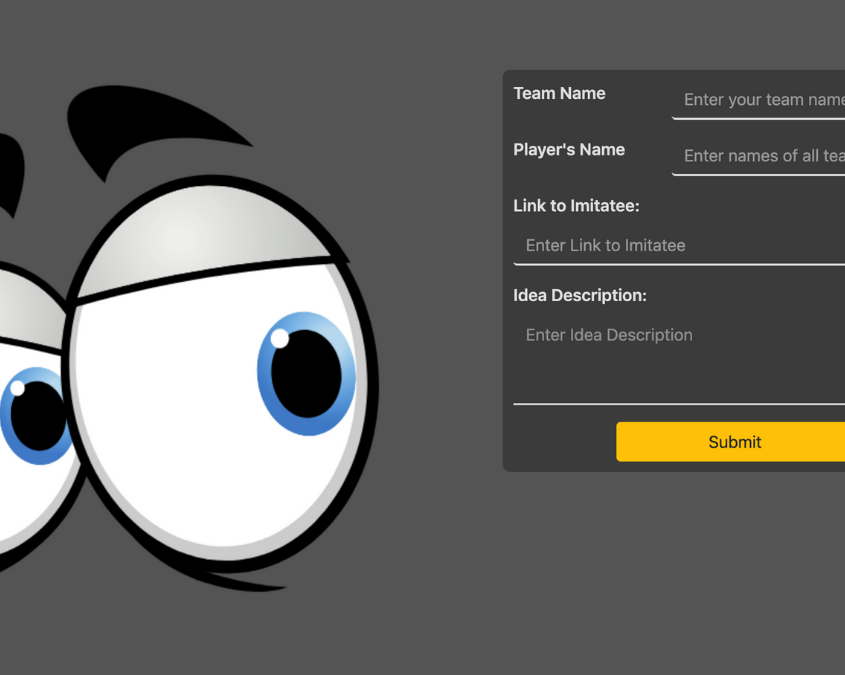 Team Name
Enter your team name
Player's Name
Enter names of all tea
Link to Imitatee:
Enter Link to Imitatee
Idea Description:
Enter Idea Description
Submit